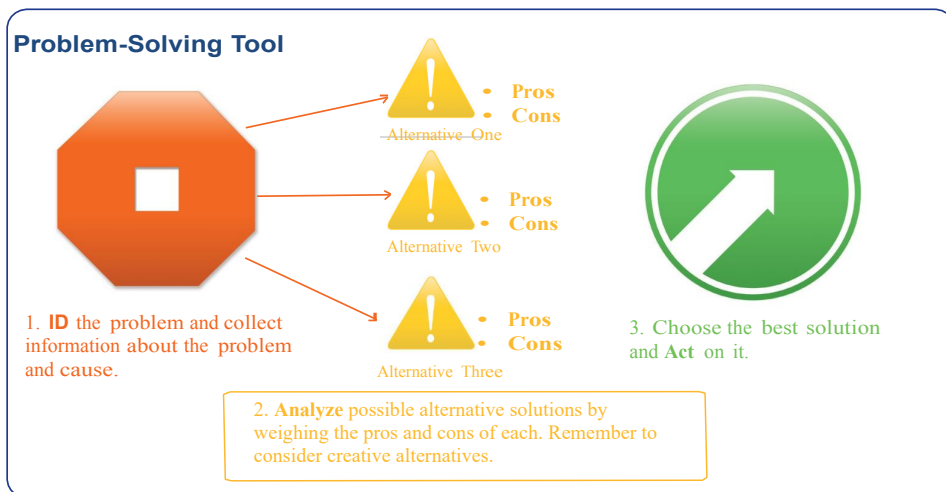 Problem-Solving Tool
• Pros
• Cons
Alternative One
• Pros
• Cons
Alternative Two
• Pros
• Cons
Alternative Three
1. ID the problem and collect
information about the problem
and cause.
2. Analyze possible alternative solutions by
weighing the pros and cons of each. Remember to
consider creative alternatives.
3. Choose the best solution
and Act on it.